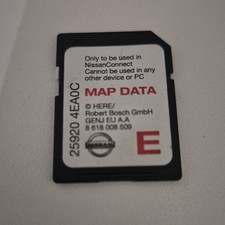 Only to be used in
NissanConnect
Cannot be used in any
other device or PC
MAP DATA
© HERE/
Robert Bosch GmbH
GENJ EU A.A
8 618 008 509
25920 4EA0C
NISSAN
E